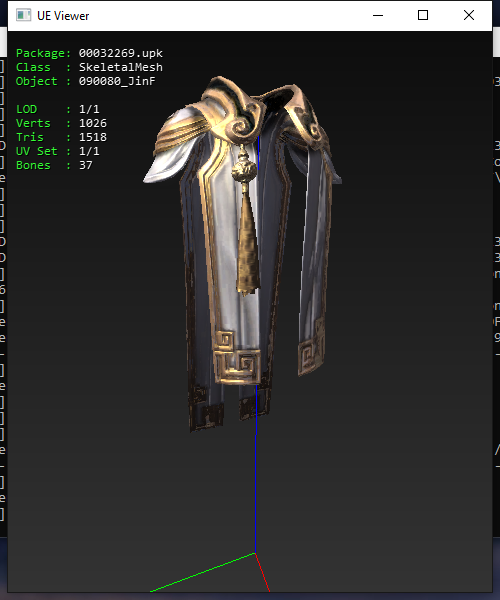 UE Viewer
Package: 00032269.upk
Class  : SkeletalMesh
Object : 090080_JinF
LOD    : 1/1
Verts  : 1026
Tris   : 1518
UV Set : 1/1
Bones  : 37